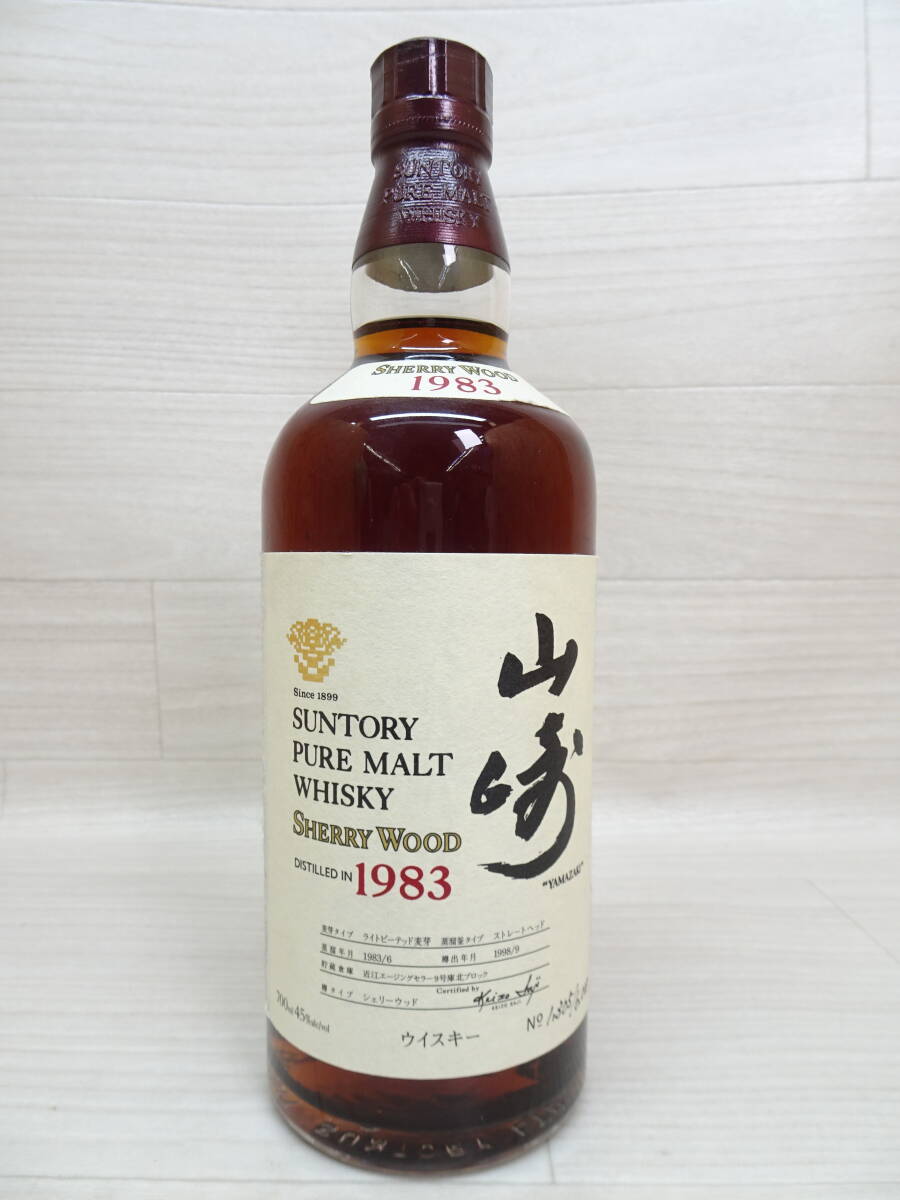 SUNTORY
PURE MALT
WHISKY
SHERRY WOOD
1983
Since 1899
SUNTORY
PURE MALT
WHISKY
SHERRY WOOD
DISTILLED IN 1983
山崎
"YAMAZAKI"
麦芽タイプ ライトピーテッド麦芽 蒸溜釜タイプ ストレートヘッド
蒸溜年月 1983/6 樽出年月 1998/9
貯蔵倉庫 近江エージングセラー9号庫北ブロック
樽タイプ シェリーウッド Certified by
KEIZO SAJI
700ml 45%alc/vol
ウイスキー
No 1,305/